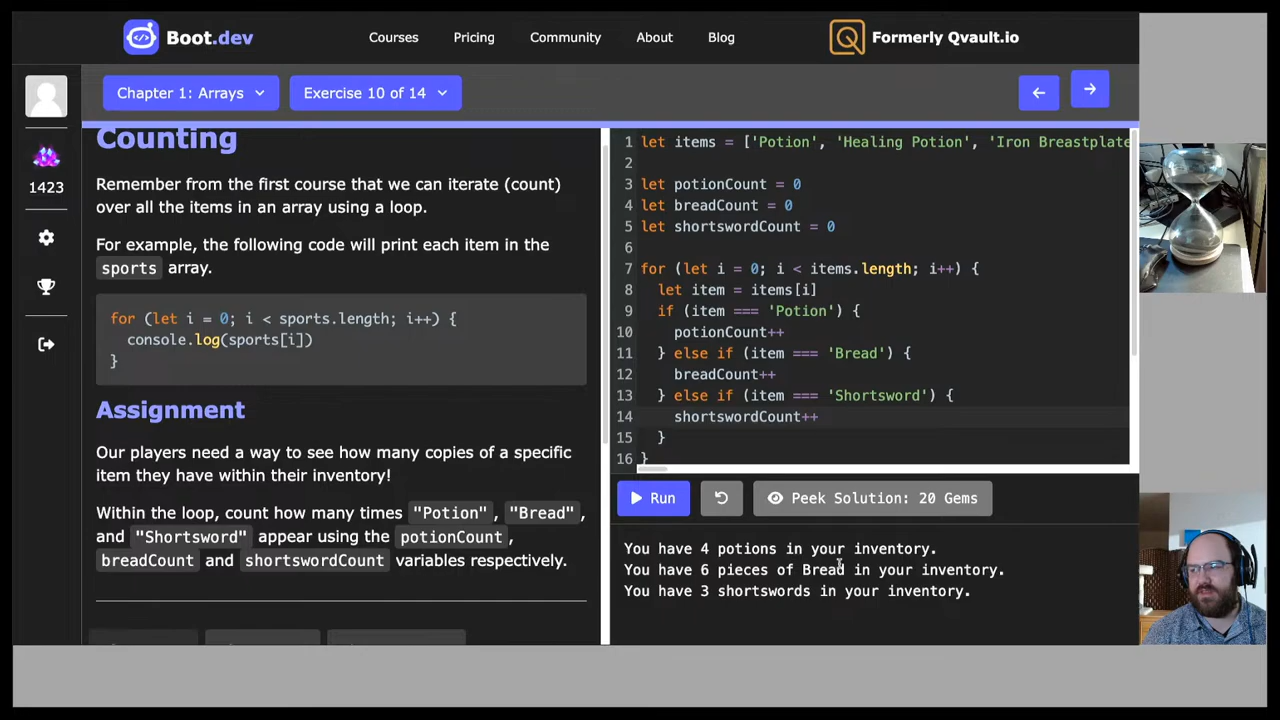 Boot.dev
Courses
Pricing
Community
About
Blog
Formerly Qvault.io
Chapter 1: Arrays
Exercise 10 of 14
1423
Counting
Remember from the first course that we can iterate (count)
over all the items in an array using a loop.
For example, the following code will print each item in the
sports array.
for (let i = 0; i < sports.length; i++) {
console.log(sports[i])
}
Assignment
Our players need a way to see how many copies of a specific
item they have within their inventory!
Within the loop, count how many times "Potion", "Bread",
and "Shortsword" appear using the potionCount,
breadCount and shortswordCount variables respectively.
1 let items = ['Potion', 'Healing Potion', 'Iron Breastplate
2
3 let potionCount = 0
4 let breadCount = 0
5 let shortswordCount = 0
6
7 for (let i = 0; i < items.length; i++) {
8 let item = items[i]
9 if (item === 'Potion') {
10 potionCount++
11 } else if (item === 'Bread') {
12 breadCount++
13 } else if (item === 'Shortsword') {
14 shortswordCount++
15 }
16 }
Run
Peek Solution: 20 Gems
You have 4 potions in your inventory.
You have 6 pieces of Bread in your inventory.
You have 3 shortswords in your inventory.